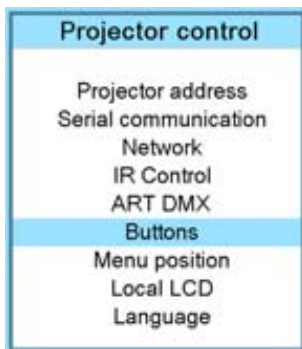 Projector control
Projector address
Serial communication
Network
IR Control
ART DMX
Buttons
Menu position
Local LCD
Language